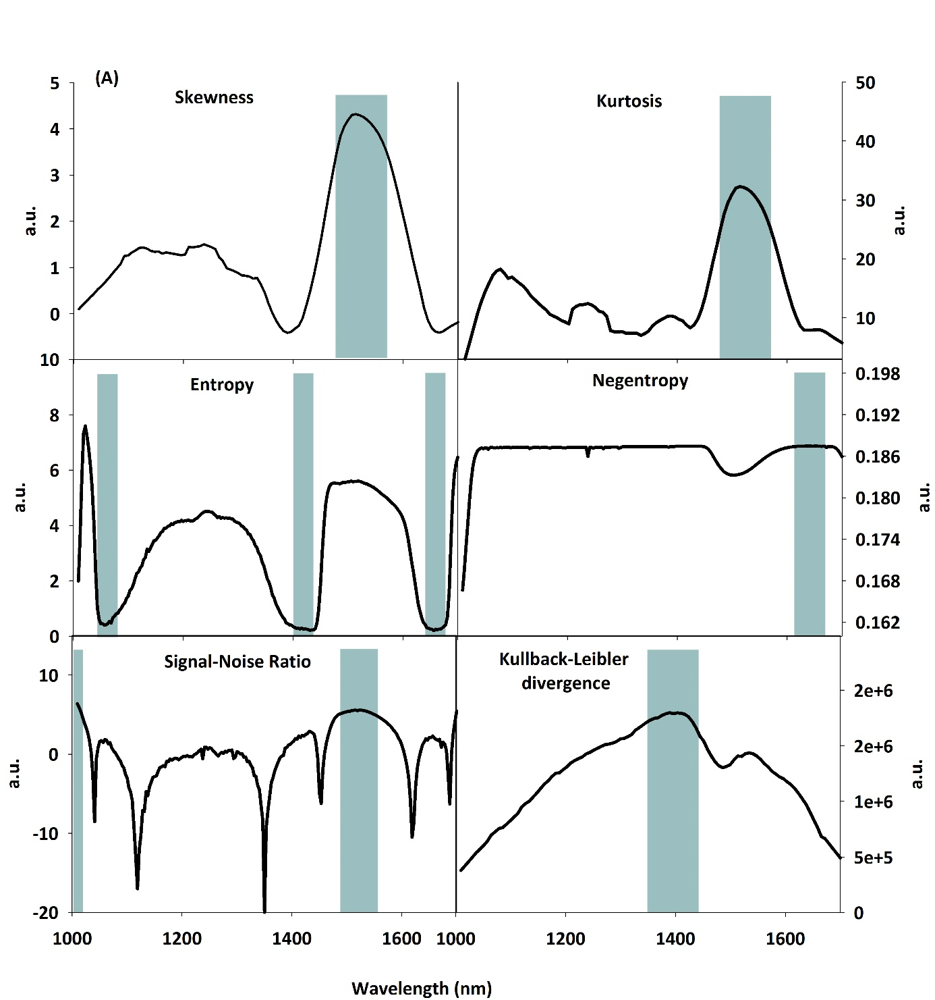 (A)
Skewness
5
4
3
2
1
0
a.u.
Kurtosis
50
40
30
20
10
a.u.
Entropy
10
8
6
4
2
0
a.u.
Negentropy
0.198
0.192
0.186
0.180
0.174
0.168
0.162
a.u.
Signal-Noise Ratio
10
0
-10
-20
a.u.
Kullback-Leibler
divergence
2e+6
2e+6
1e+6
5e+5
0
a.u.
1000 1200 1400 1600 1000 1200 1400 1600
Wavelength (nm)